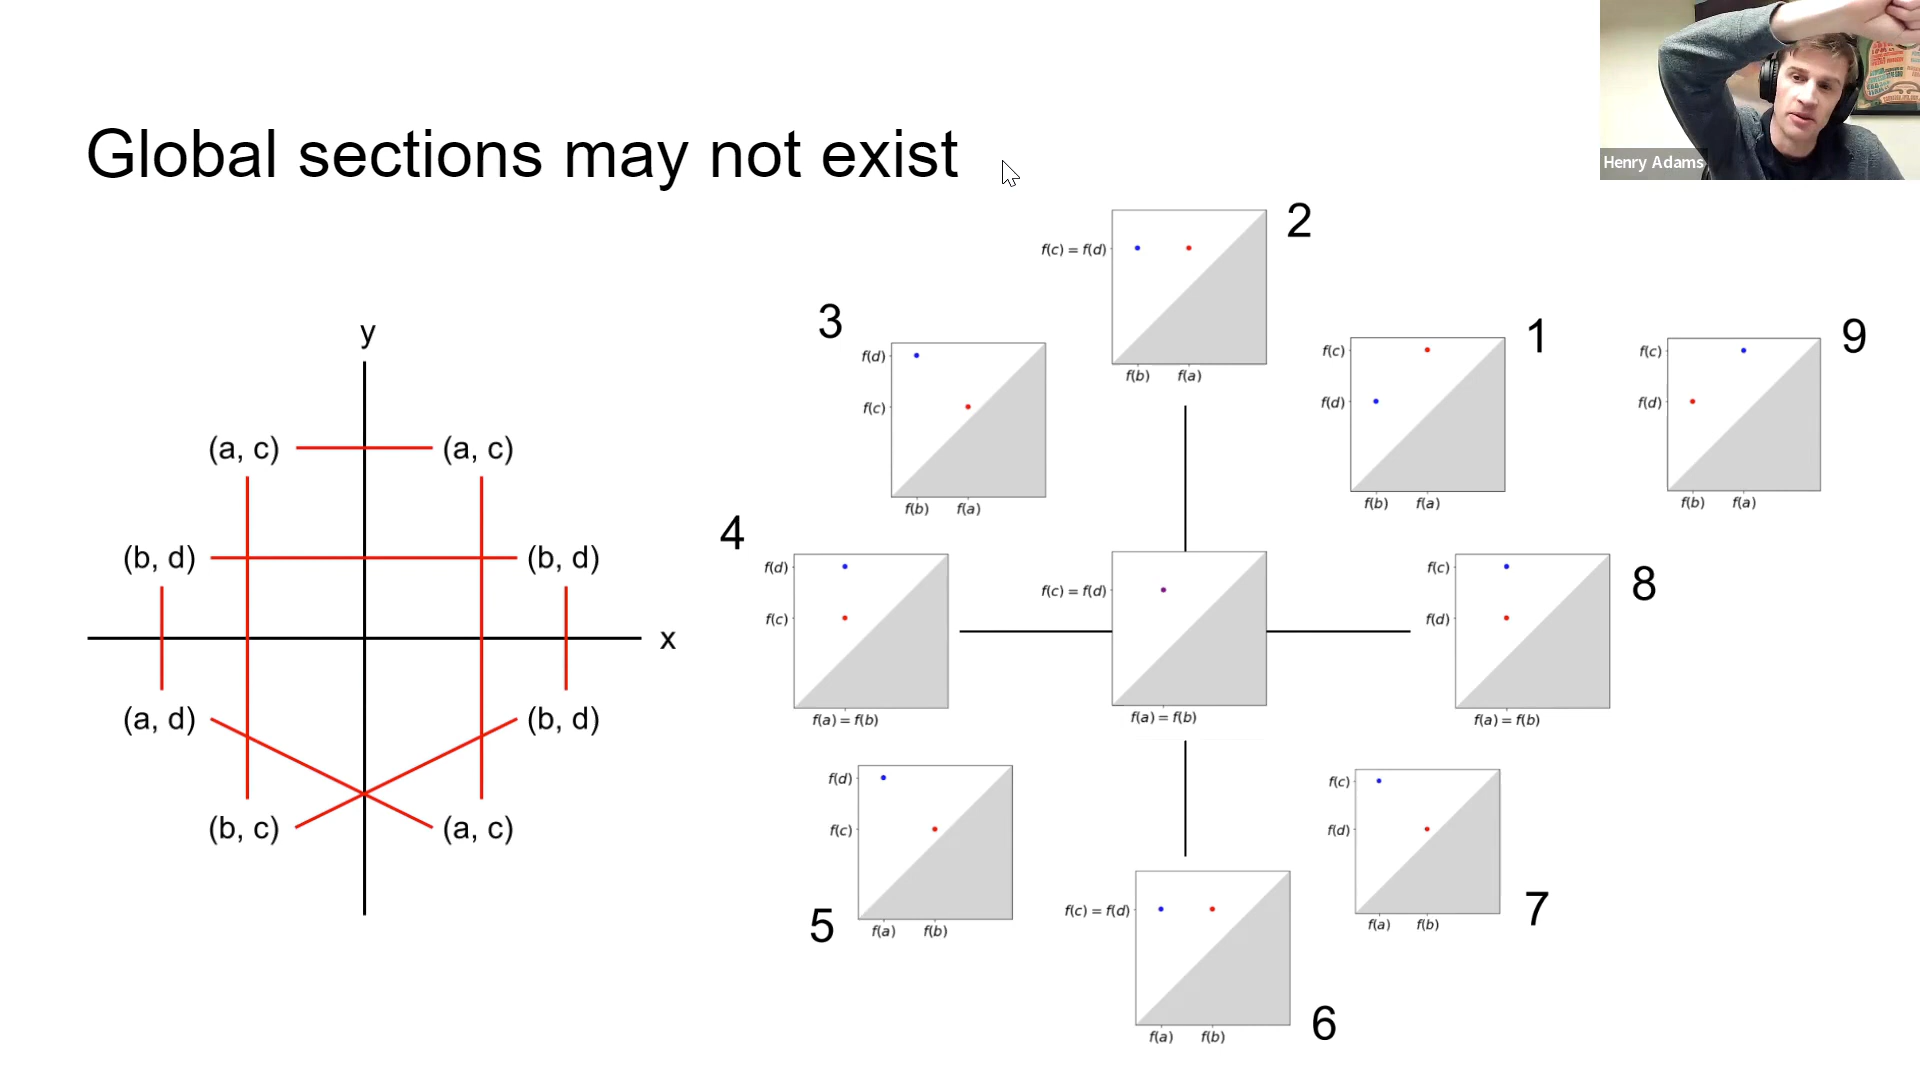 Henry Adams
Global sections may not exist
y
(a, c) (a, c)
(b, d) (b, d)
x
(a, d) (b, d)
(b, c) (a, c)
2
f(c) = f(d)
f(b) f(a)
3
f(d)
f(c)
f(b) f(a)
1
f(c)
f(d)
f(b) f(a)
9
f(c)
f(d)
f(b) f(a)
4
f(d)
f(c)
f(a) = f(b)
f(c) = f(d)
f(a) = f(b)
8
f(c)
f(d)
f(a) = f(b)
5
f(d)
f(c)
f(a) f(b)
f(c) = f(d)
f(a) f(b)
6
f(c)
f(d)
f(a) f(b)
7